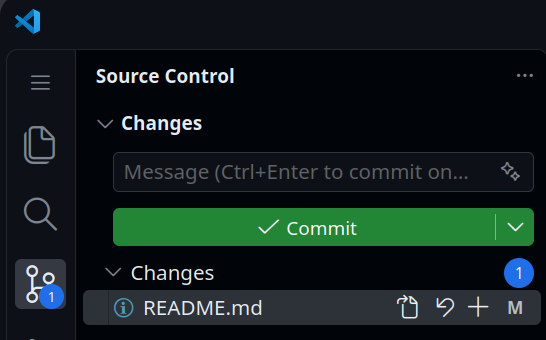 Source Control
Changes
Message (Ctrl+Enter to commit on...
Commit
Changes 1
1
README.md M